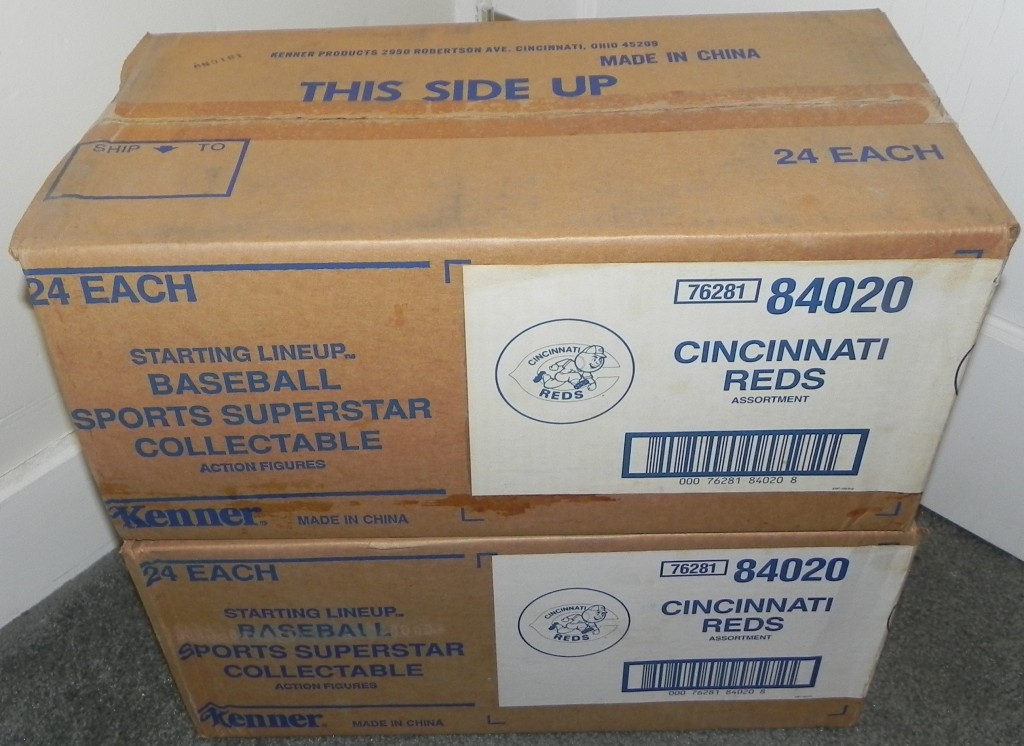 KENNER PRODUCTS 2950 ROBERTSON AVE. CINCINNATI, OHIO 45209
MADE IN CHINA
THIS SIDE UP
SHIP TO
24 EACH
24 EACH
STARTING LINEUP™
BASEBALL
SPORTS SUPERSTAR
COLLECTABLE
ACTION FIGURES
Kenner
MADE IN CHINA
76281 84020
CINCINNATI
REDS
CINCINNATI
REDS
ASSORTMENT
000 76281 84020 8
24 EACH
STARTING LINEUP™
BASEBALL
SPORTS SUPERSTAR
COLLECTABLE
ACTION FIGURES
Kenner
MADE IN CHINA
76281 84020
CINCINNATI
REDS
CINCINNATI
REDS
ASSORTMENT
000 76281 84020 8